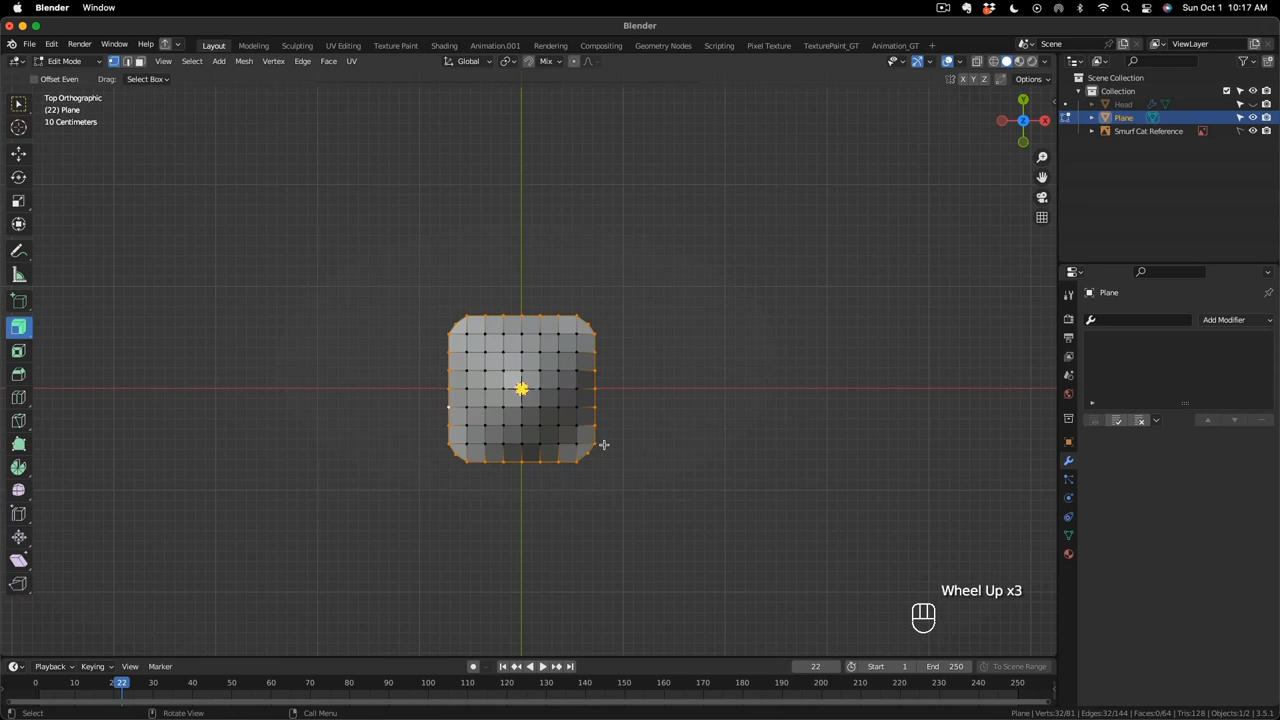 Blender Window Sun Oct 1 10:17 AM
Blender
File Edit Render Window Help Layout Modeling Sculpting UV Editing Texture Paint Shading Animation.001 Rendering Compositing Geometry Nodes Scripting Pixel Texture TexturePaint_GT Animation_GT + Scene ViewLayer
Edit Mode View Select Add Mesh Vertex Edge Face UV Global Mix
Offset Even Drag: Select Box X Y Z Options
Scene Collection
Collection
Head
Plane
Smurf Cat Reference
Top Orthographic
(22) Plane
10 Centimeters
Y
Z
X
Plane
Add Modifier
Wheel Up x3
Playback Keying View Marker 22 Start 1 End 250 To Scene Range
0 10 22 30 40 50 60 70 80 90 100 110 120 130 140 150 160 170 180 190 200 210 220 230 240 250
Select Rotate View Call Menu Plane | Verts:32/81 | Edges:32/144 | Faces:0/64 | Tris:128 | Objects:1/2 | 3.5.1